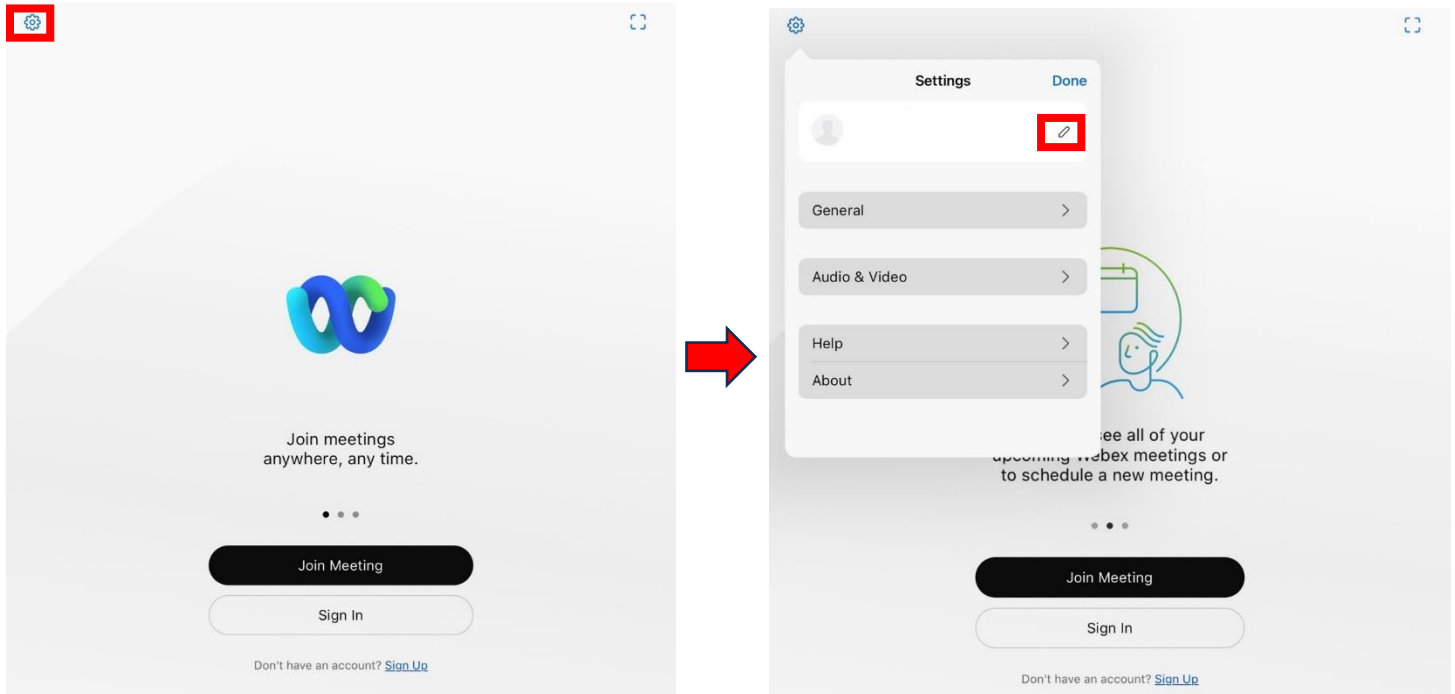 Join meetings
anywhere, any time.
Join Meeting
Sign In
Don't have an account? Sign Up
Settings
Done
General
Audio & Video
Help
About
see all of your
upcoming Webex meetings or
to schedule a new meeting.
Join Meeting
Sign In
Don't have an account? Sign Up